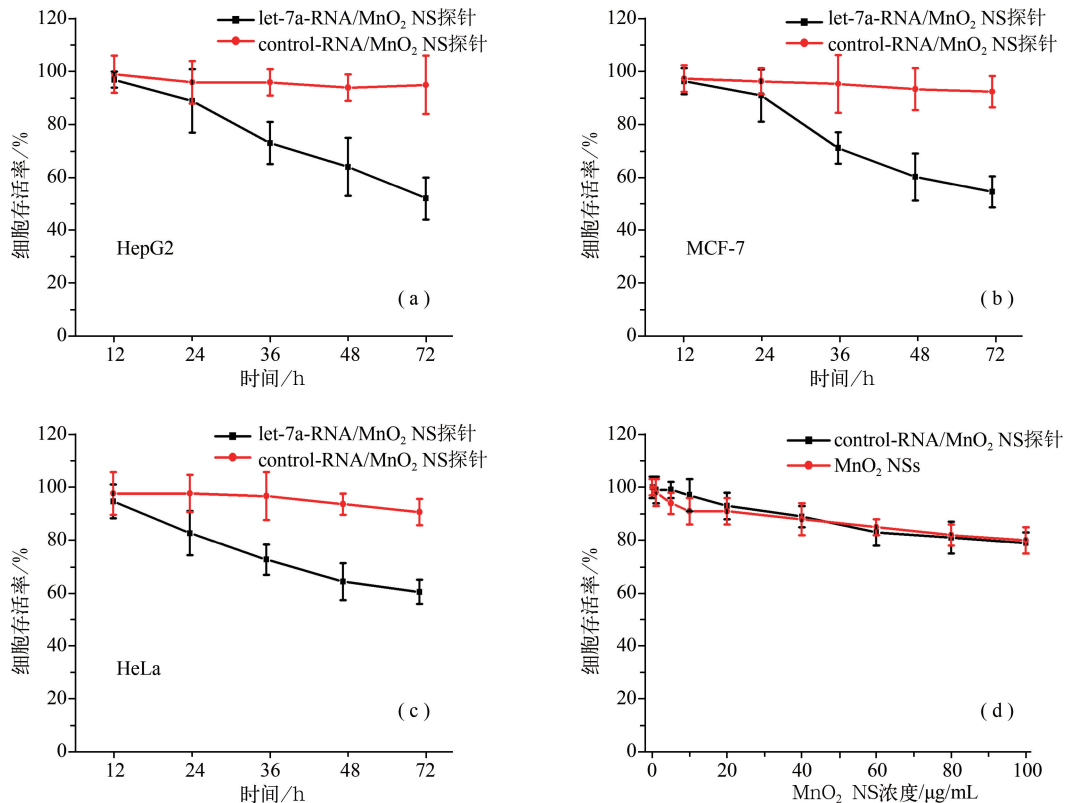 let-7a-RNA/MnO₂ NS探针
control-RNA/MnO₂ NS探针
细胞存活率/%
120
100
80
60
40
20
0
HepG2
( a )
12 24 36 48 72
时间/h
let-7a-RNA/MnO₂ NS探针
control-RNA/MnO₂ NS探针
细胞存活率/%
120
100
80
60
40
20
0
MCF-7
( b )
12 24 36 48 72
时间/h
let-7a-RNA/MnO₂ NS探针
control-RNA/MnO₂ NS探针
细胞存活率/%
120
100
80
60
40
20
0
HeLa
( c )
12 24 36 48 72
时间/h
control-RNA/MnO₂ NS探针
MnO₂ NSs
细胞存活率/%
120
100
80
60
40
20
0
( d )
0 20 40 60 80 100
MnO₂ NS浓度/μg/mL